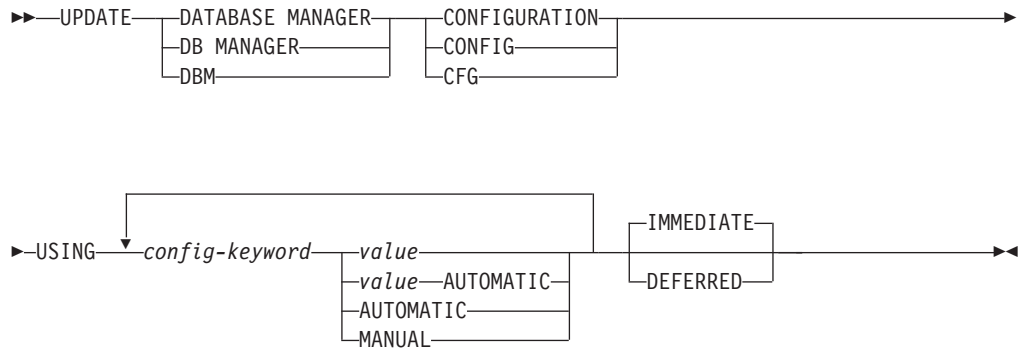 UPDATE DATABASE MANAGER CONFIGURATION
DB MANAGER CONFIG
DBM CFG
IMMEDIATE
USING config-keyword value
value AUTOMATIC DEFERRED
AUTOMATIC
MANUAL